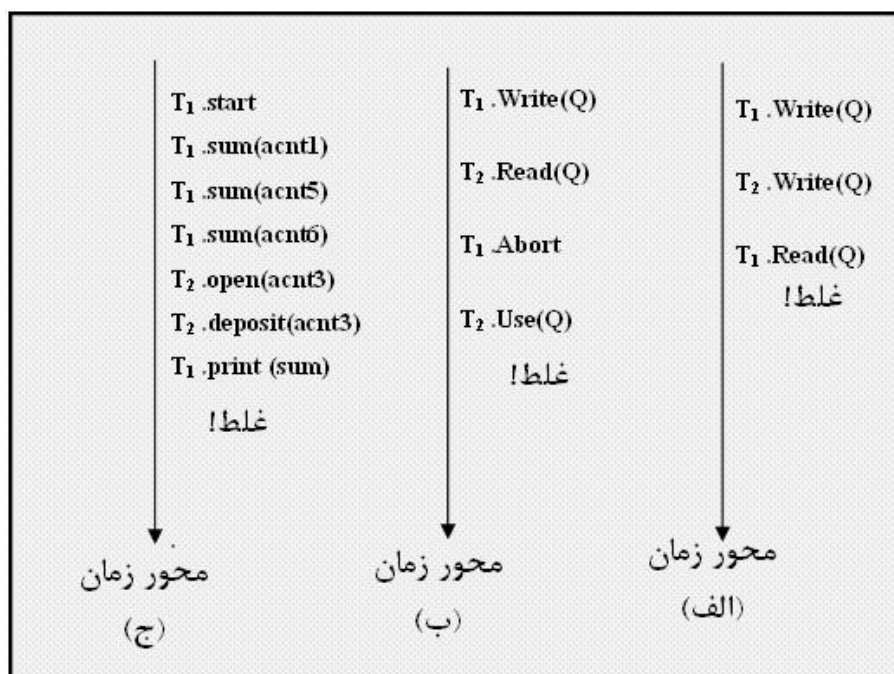 T1 .Write(Q)
T2 .Write(Q)
T1 .Read(Q)
غلط!
محور زمان
(الف)
T1 .Write(Q)
T2 .Read(Q)
T1 .Abort
T2 .Use(Q)
غلط!
محور زمان
(ب)
T1 .start
T1 .sum(acnt1)
T1 .sum(acnt5)
T1 .sum(acnt6)
T2 .open(acnt3)
T2 .deposit(acnt3)
T1 .print (sum)
غلط!
محور زمان
(ج)